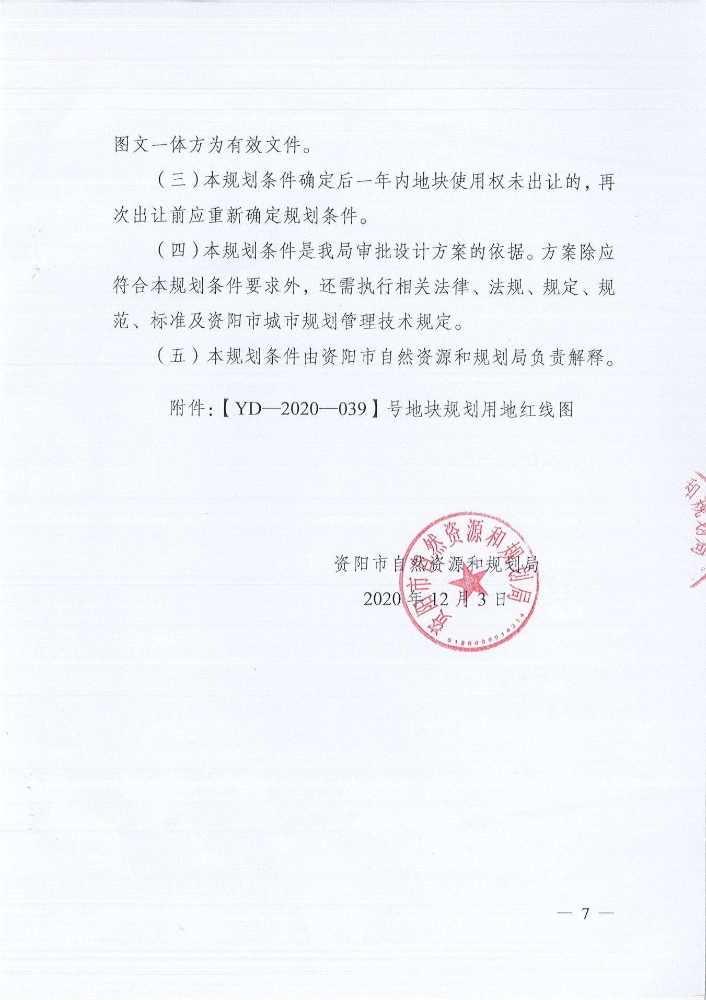 图文一体方为有效文件。
（三）本规划条件确定后一年内地块使用权未出让的，再
次出让前应重新确定规划条件。
（四）本规划条件是我局审批设计方案的依据。方案除应
符合本规划条件要求外，还需执行相关法律、法规、规定、规
范、标准及资阳市城市规划管理技术规定。
（五）本规划条件由资阳市自然资源和规划局负责解释。
附件：【YD—2020—039】号地块规划用地红线图
和规划局
资阳市自然资源和规划局
资阳市自然资源和规划局
2020 年 12 月 3 日
5120000014314
— 7 —